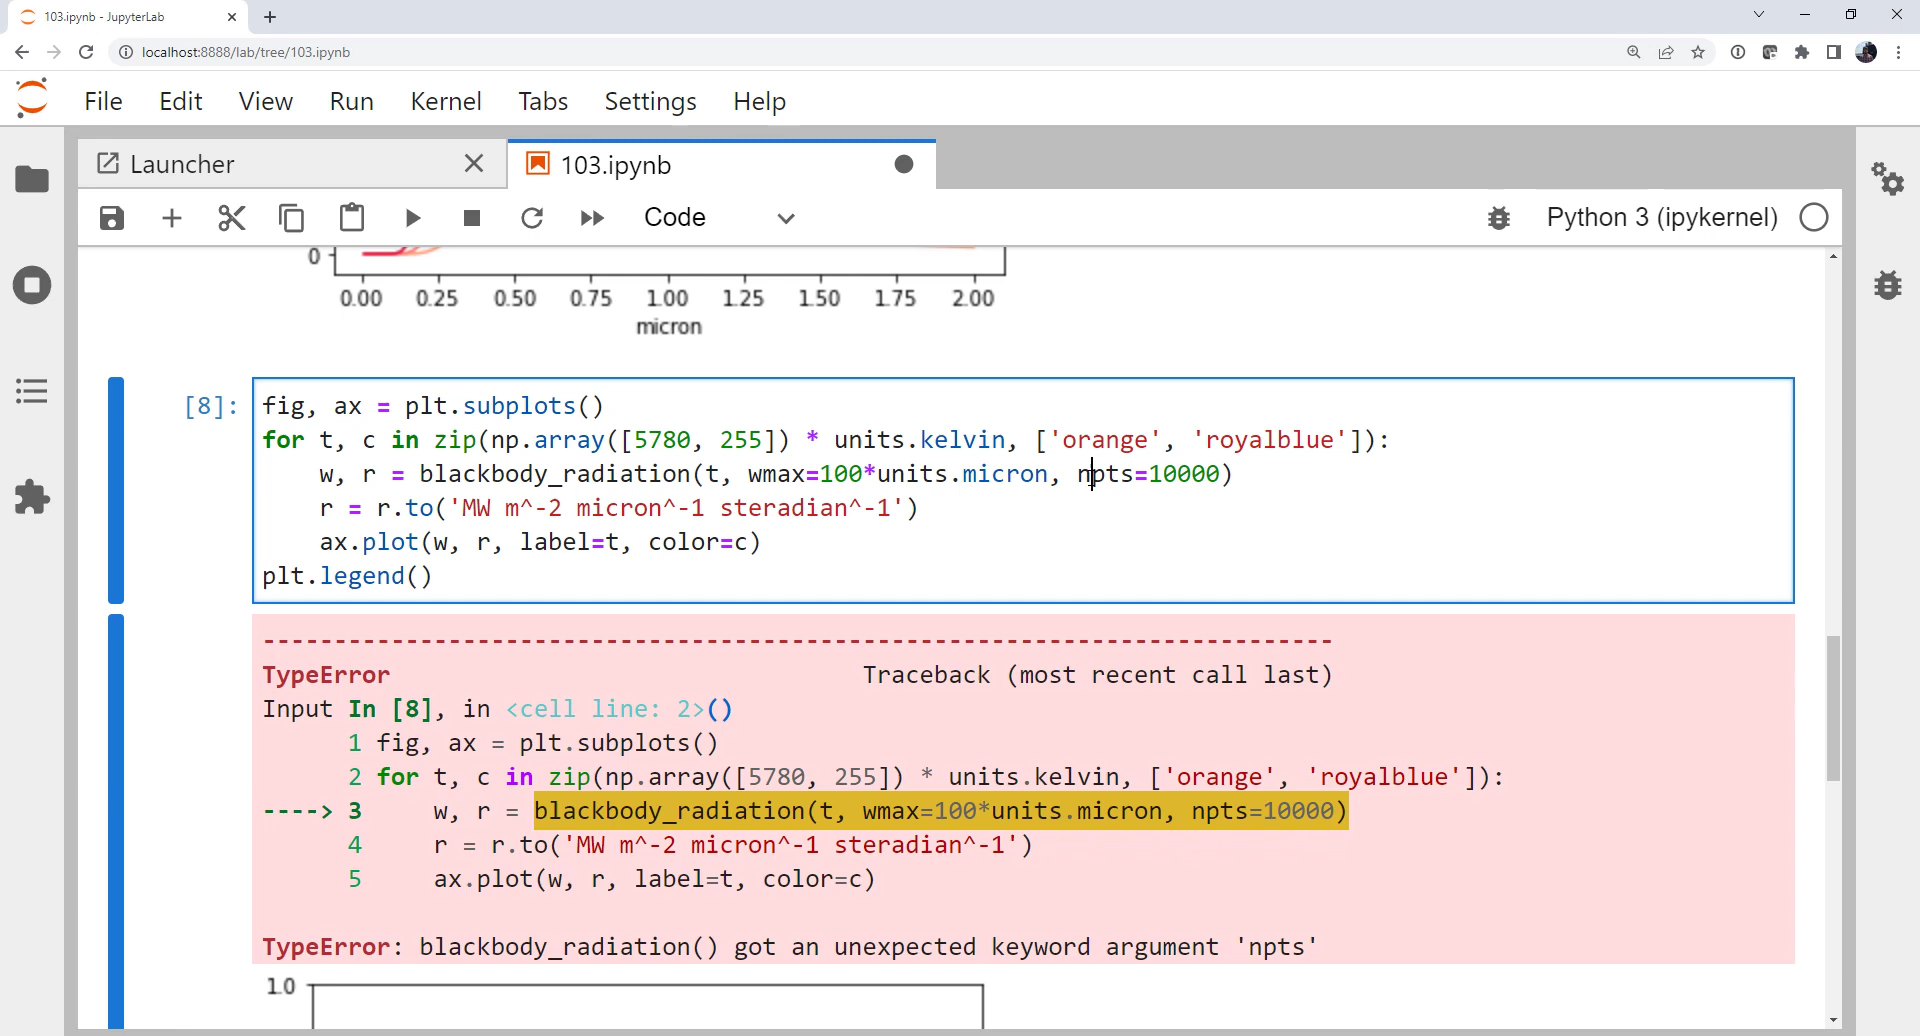 103.ipynb - JupyterLab
localhost:8888/lab/tree/103.ipynb
File Edit View Run Kernel Tabs Settings Help
Launcher 103.ipynb
Code Python 3 (ipykernel)
0
0.00 0.25 0.50 0.75 1.00 1.25 1.50 1.75 2.00
micron
[8]: fig, ax = plt.subplots()
for t, c in zip(np.array([5780, 255]) * units.kelvin, ['orange', 'royalblue']):
w, r = blackbody_radiation(t, wmax=100*units.micron, npts=10000)
r = r.to('MW m^-2 micron^-1 steradian^-1')
ax.plot(w, r, label=t, color=c)
plt.legend()
---------------------------------------------------------------------------
TypeError Traceback (most recent call last)
Input In [8], in <cell line: 2>()
1 fig, ax = plt.subplots()
2 for t, c in zip(np.array([5780, 255]) * units.kelvin, ['orange', 'royalblue']):
----> 3 w, r = blackbody_radiation(t, wmax=100*units.micron, npts=10000)
4 r = r.to('MW m^-2 micron^-1 steradian^-1')
5 ax.plot(w, r, label=t, color=c)
TypeError: blackbody_radiation() got an unexpected keyword argument 'npts'
1.0